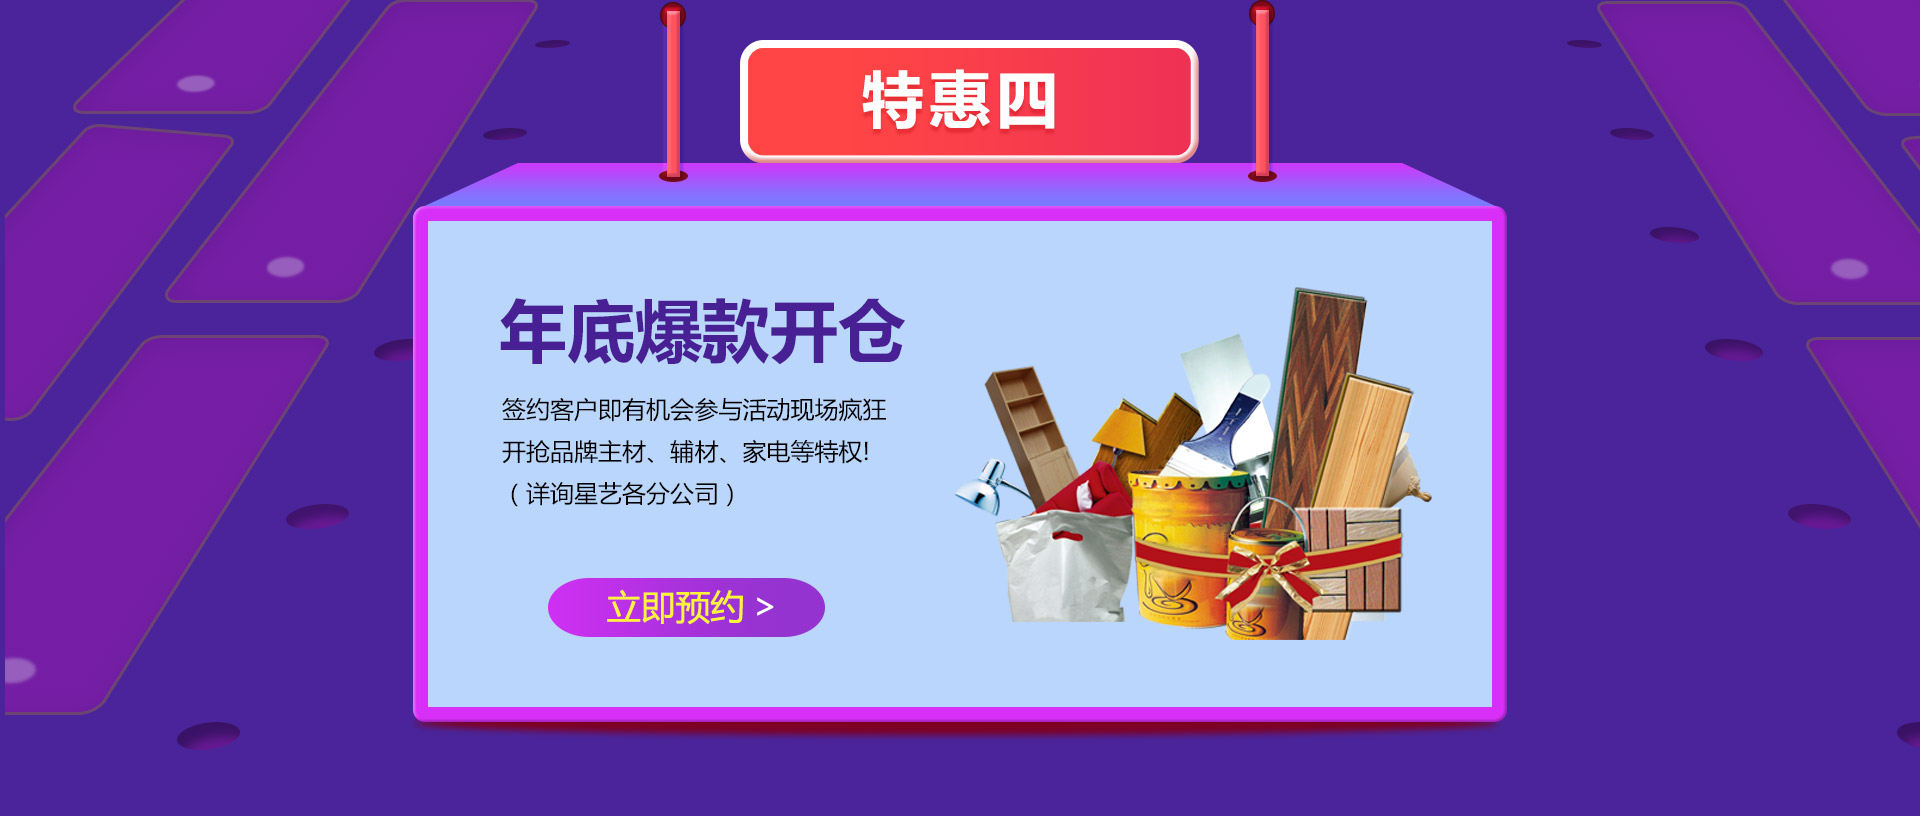 特惠四
年底爆款开仓
签约客户即有机会参与活动现场疯狂
开抢品牌主材、辅材、家电等特权!
（详询星艺各分公司）
立即预约 >